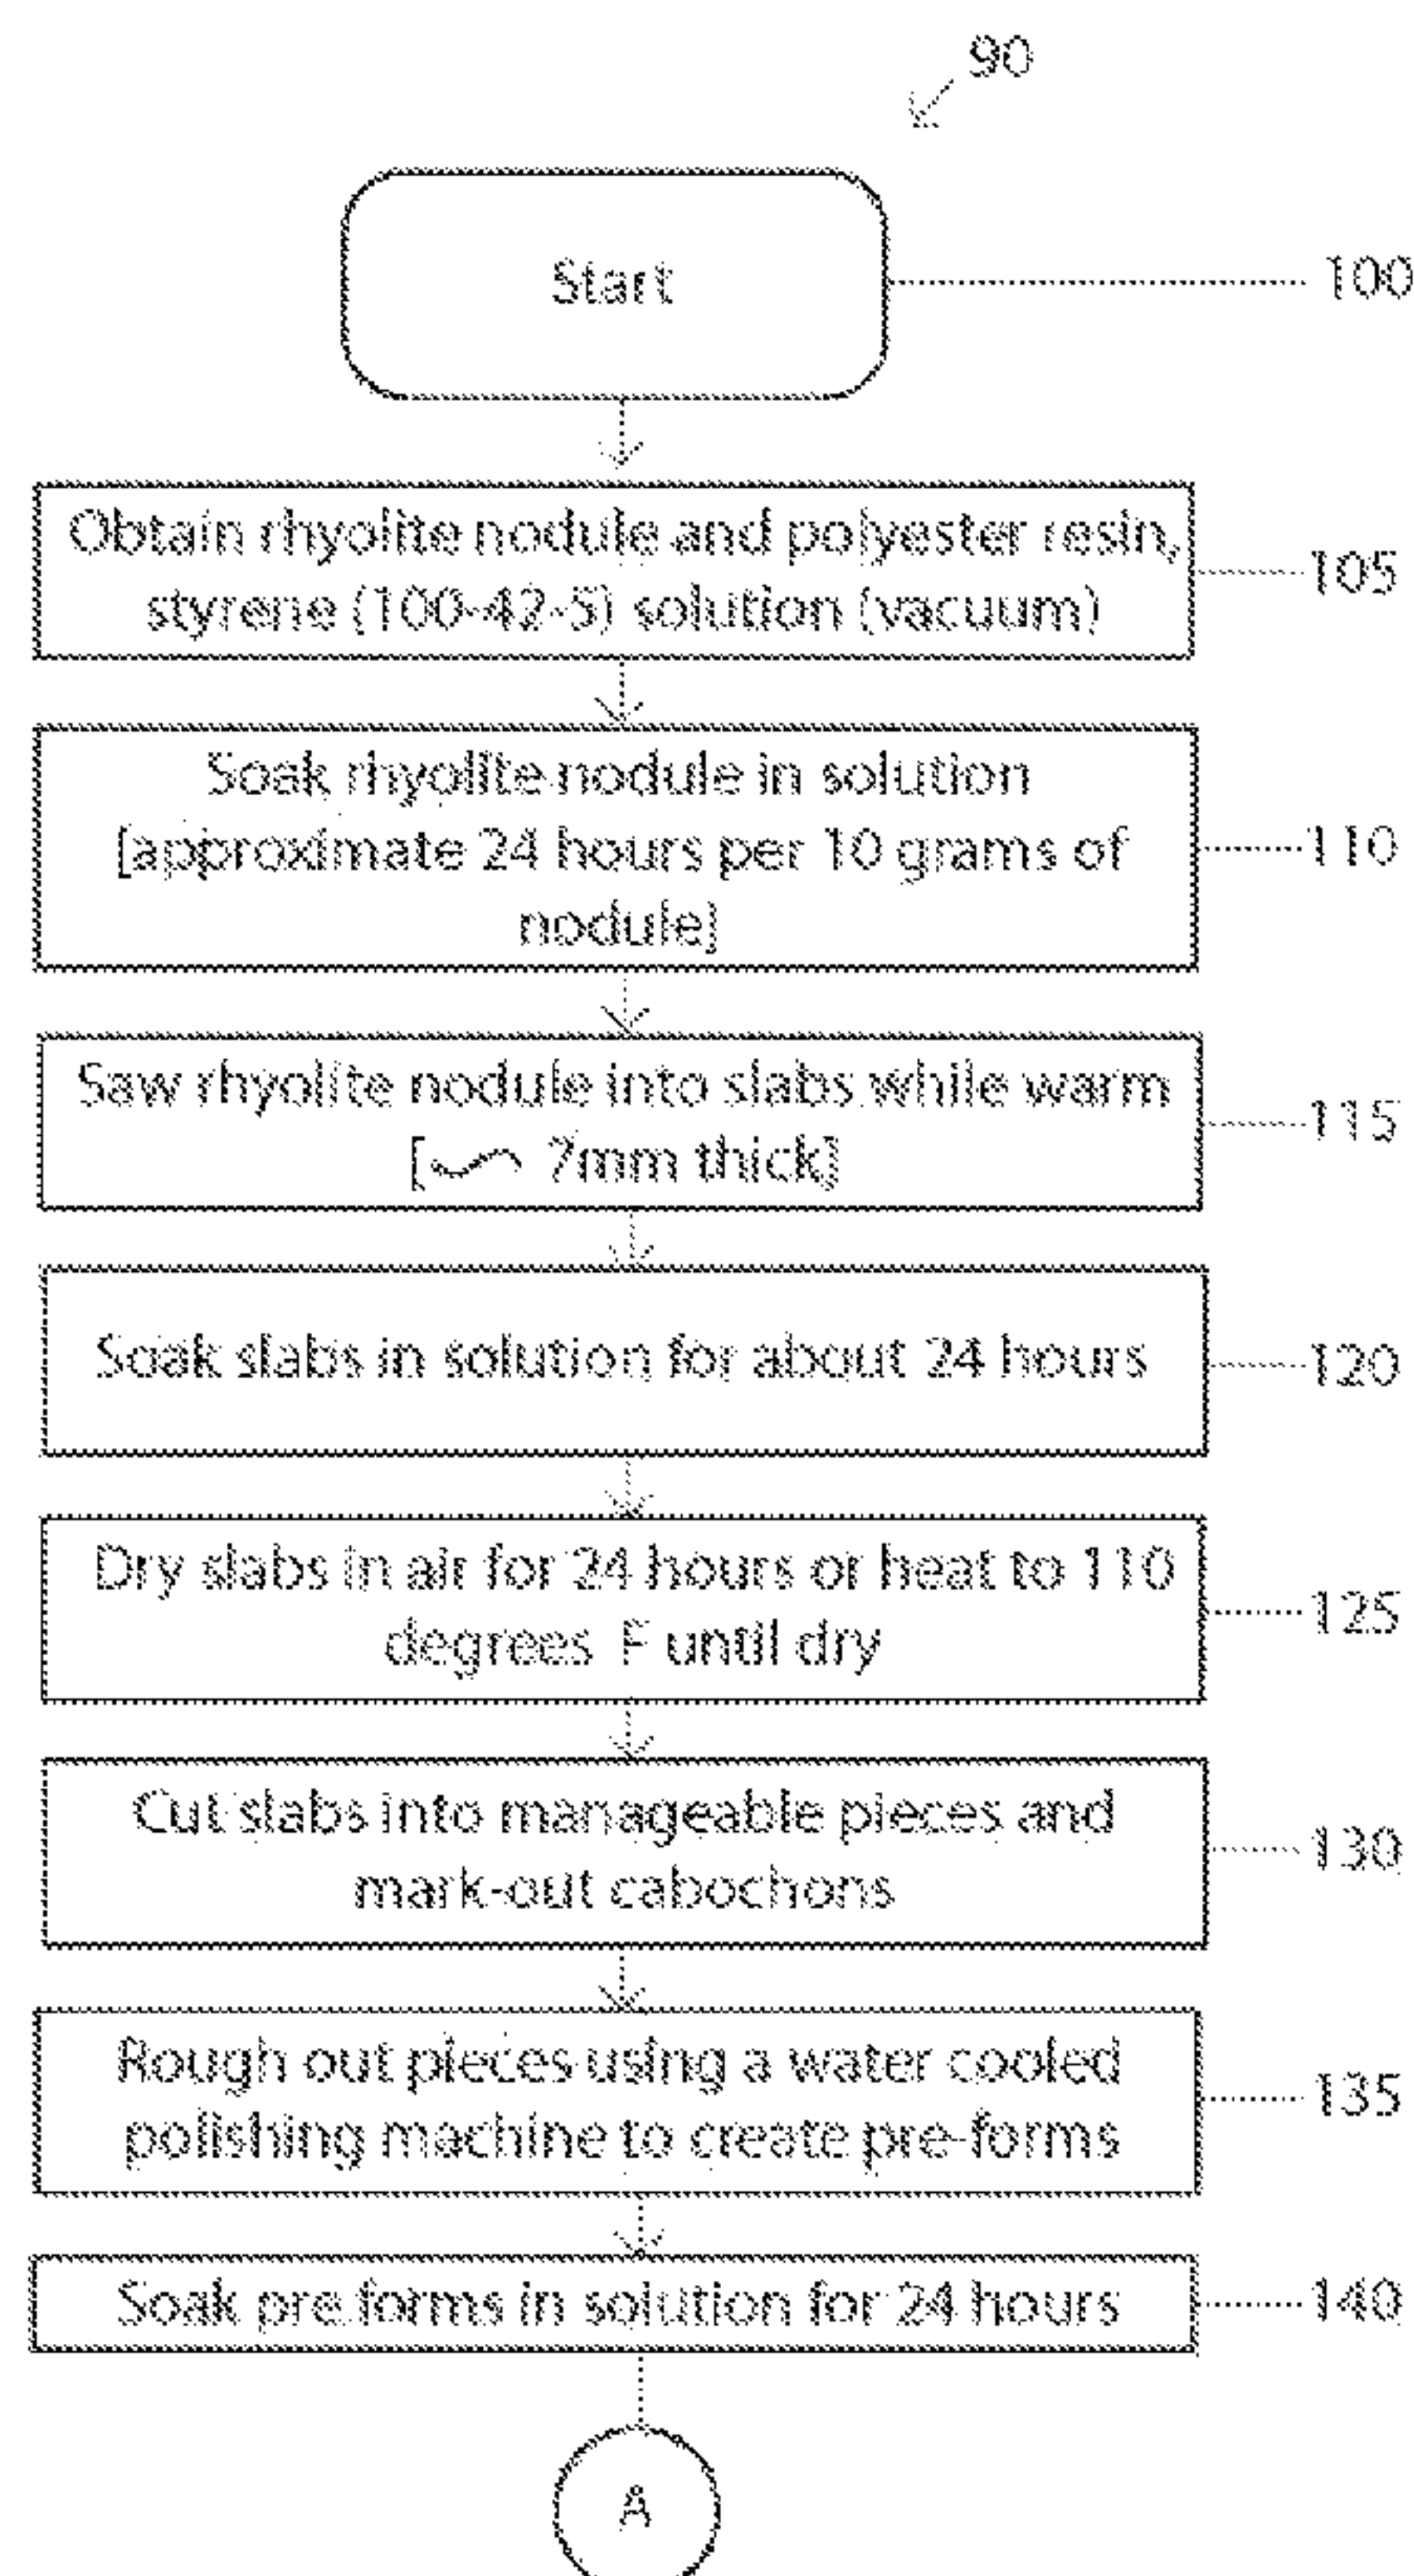 90
Start
100
Obtain rhyolite nodule and polyester resin,
styrene (100-42-5) solution (vacuum)
105
Soak rhyolite nodule in solution
[approximate 24 hours per 10 grams of
nodule]
110
Saw rhyolite nodule into slabs while warm
[~ 7mm thick]
115
Soak slabs in solution for about 24 hours
120
Dry slabs in air for 24 hours or heat to 110
degrees F until dry
125
Cut slabs into manageable pieces and
mark-out cabochons
130
Rough out pieces using a water cooled
polishing machine to create pre-forms
135
Soak pre forms in solution for 24 hours
140
A